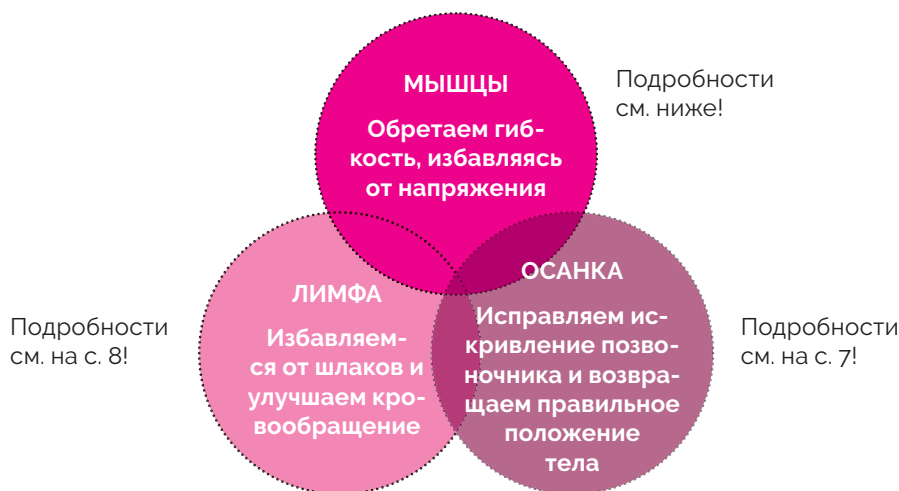 МЫШЦЫ
Обретаем гиб-
кость, избавляясь
от напряжения
Подробности
см. ниже!
ЛИМФА
Избавляем-
ся от шлаков и
улучшаем кро-
вообращение
Подробности
см. на с. 8!
ОСАНКА
Исправляем ис-
кривление позво-
ночника и возвра-
щаем правильное
положение
тела
Подробности
см. на с. 7!